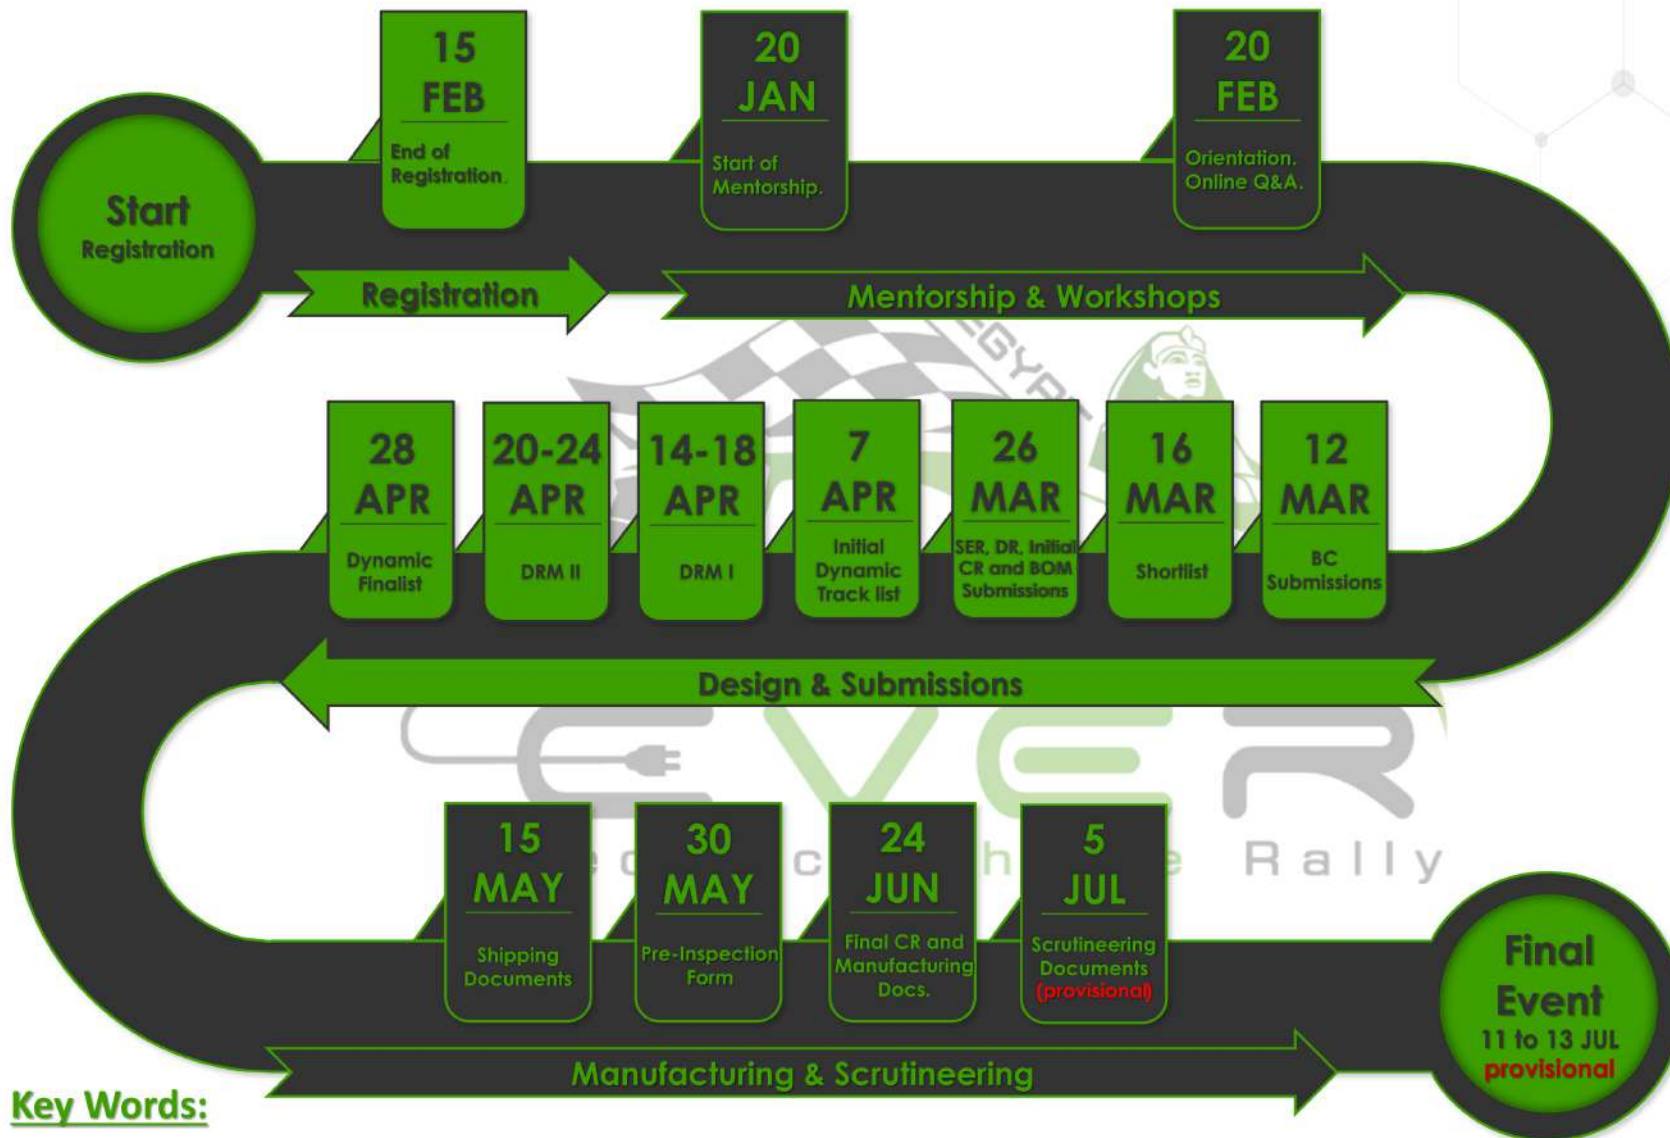 15
FEB
End of
Registration.
20
JAN
Start of
Mentorship.
20
FEB
Orientation.
Online Q&A.
Start
Registration
Registration
Mentorship & Workshops
EGYPT
28
APR
Dynamic
Finalist
20-24
APR
DRM II
14-18
APR
DRM I
7
APR
Initial
Dynamic
Track list
26
MAR
SER, DR, Initial
CR and BOM
Submissions
16
MAR
Shortlist
12
MAR
BC
Submissions
Design & Submissions
EVER
Rally
15
MAY
Shipping
Documents
30
MAY
Pre-Inspection
Form
24
JUN
Final CR and
Manufacturing
Docs.
5
JUL
Scrutineering
Documents
(provisional)
Final
Event
11 to 13 JUL
provisional
Manufacturing & Scrutineering
Key Words: